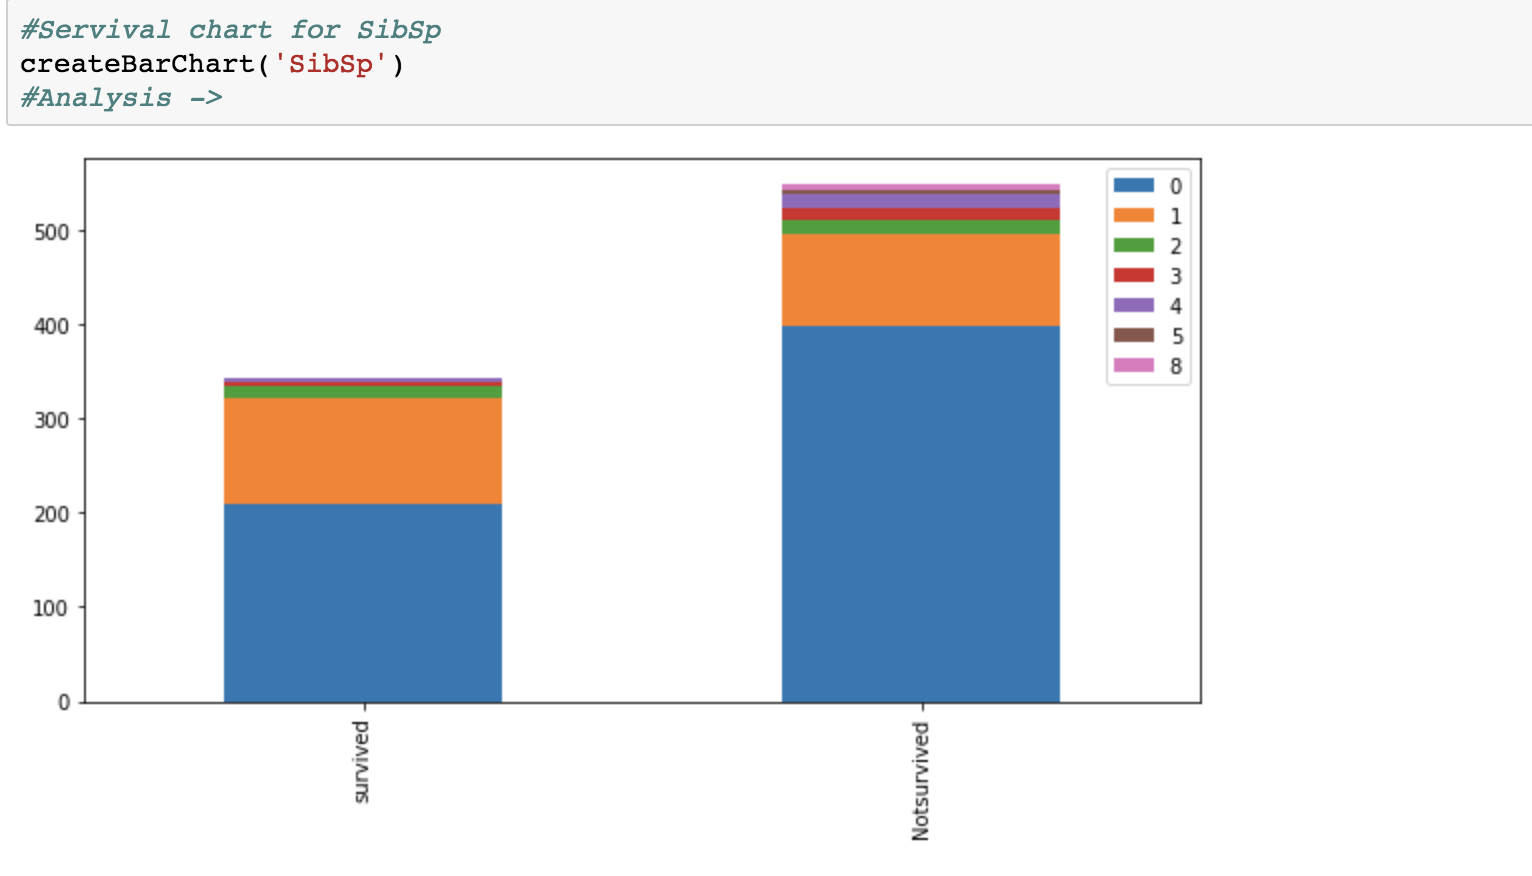 #Servival chart for SibSp
createBarChart('SibSp')
#Analysis ->
500
400
300
200
100
0
survived
Notsurvived
0
1
2
3
4
5
8